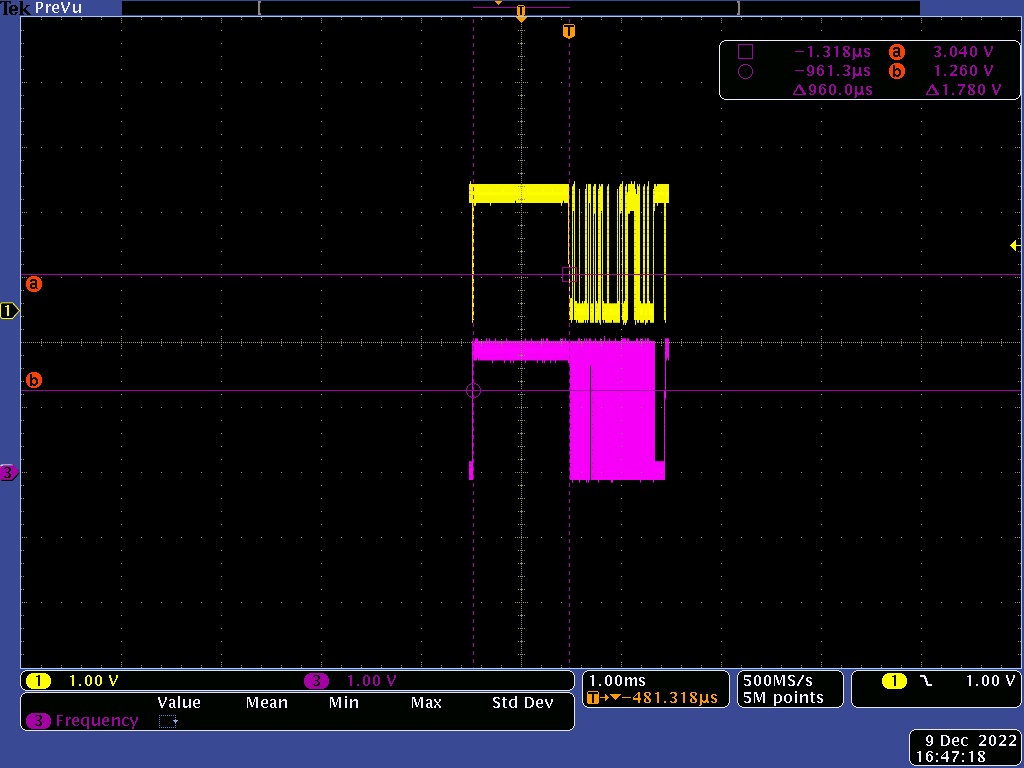 Tek PreVu
T
T
−1.318µs a 3.040 V
−961.3µs b 1.260 V
Δ960.0µs Δ1.780 V
a
1
b
3
1 1.00 V 3 1.00 V
1.00ms
T→▼−481.318µs
500MS/s
5M points
1 1.00 V
Value Mean Min Max Std Dev
3 Frequency
9 Dec 2022
16:47:18